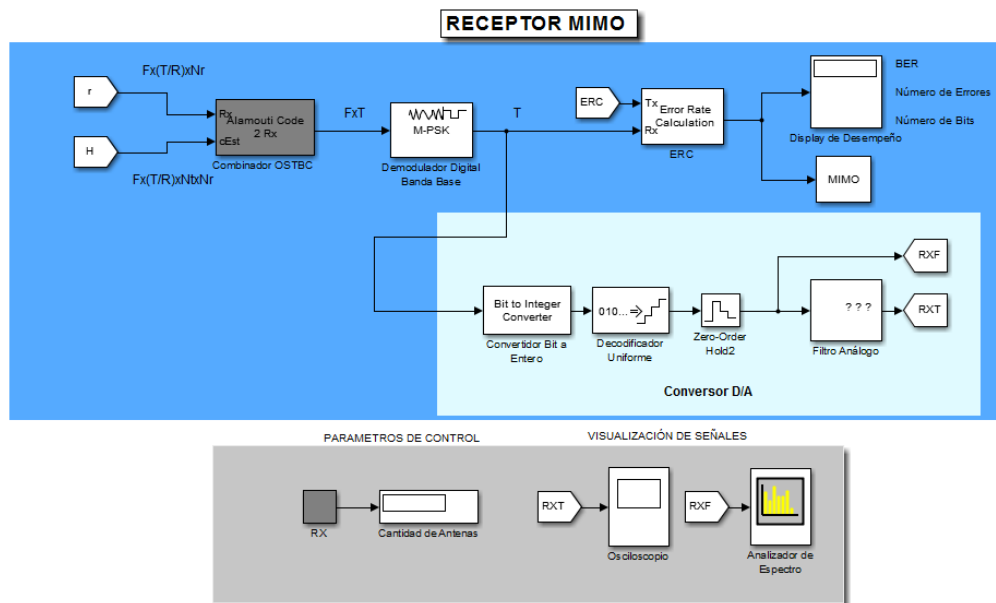 RECEPTOR MIMO
Fx(T/R)xNr
r
H
Fx(T/R)xNtxNr
Rx
cEst
Alamouti Code
2 Rx
Combinador OSTBC
FxT
M-PSK
Demodulador Digital
Banda Base
T
ERC
Tx
Rx
Error Rate
Calculation
ERC
BER
Número de Errores
Número de Bits
Display de Desempeño
MIMO
Bit to Integer
Converter
Convertidor Bit a
Entero
010...
Decodificador
Uniforme
Zero-Order
Hold2
? ? ?
Filtro Análogo
RXF
RXT
Conversor D/A
PARAMETROS DE CONTROL
VISUALIZACIÓN DE SEÑALES
RX
Cantidad de Antenas
RXT
Osciloscopio
RXF
Analizador de
Espectro